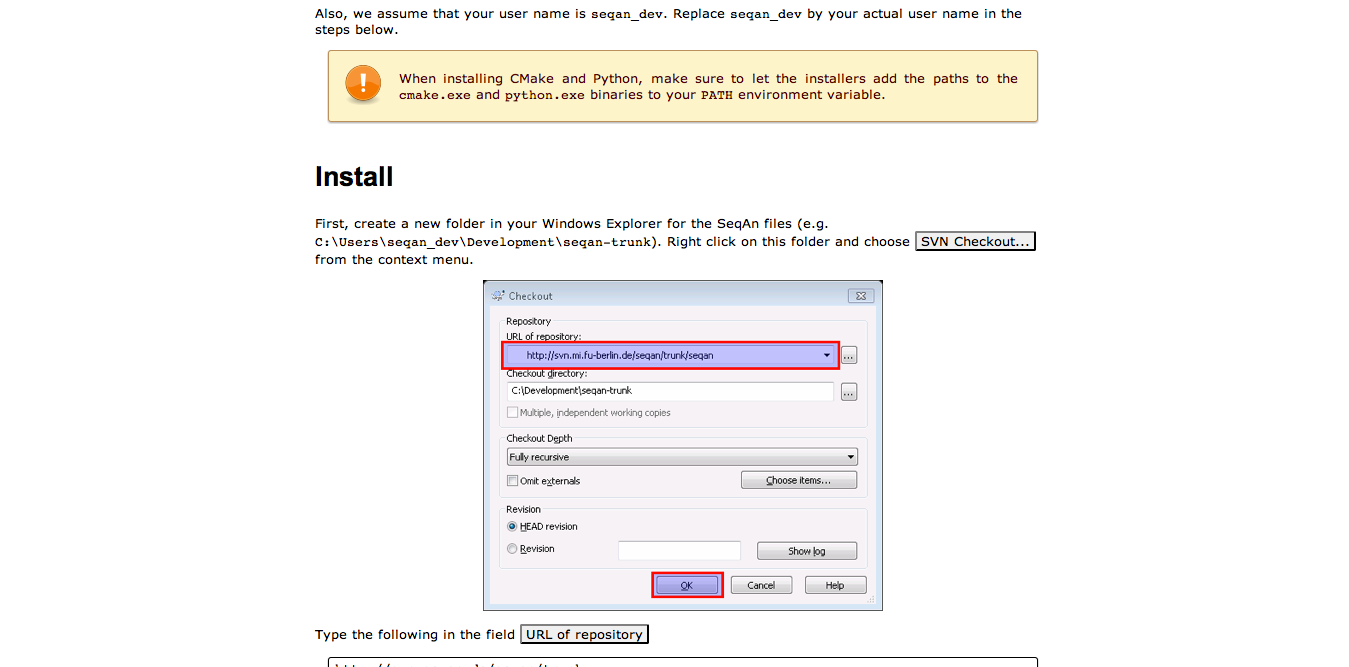 Also, we assume that your user name is seqan_dev. Replace seqan_dev by your actual user name in the
steps below.
When installing CMake and Python, make sure to let the installers add the paths to the
cmake.exe and python.exe binaries to your PATH environment variable.
Install
First, create a new folder in your Windows Explorer for the SeqAn files (e.g.
C:\Users\seqan_dev\Development\seqan-trunk). Right click on this folder and choose SVN Checkout...
from the context menu.
Checkout
Repository
URL of repository:
http://svn.mi.fu-berlin.de/seqan/trunk/seqan
...
Checkout directory:
C:\Development\seqan-trunk
...
Multiple, independent working copies
Checkout Depth
Fully recursive
Omit externals
Choose items...
Revision
HEAD revision
Revision
Show log
OK
Cancel
Help
Type the following in the field URL of repository